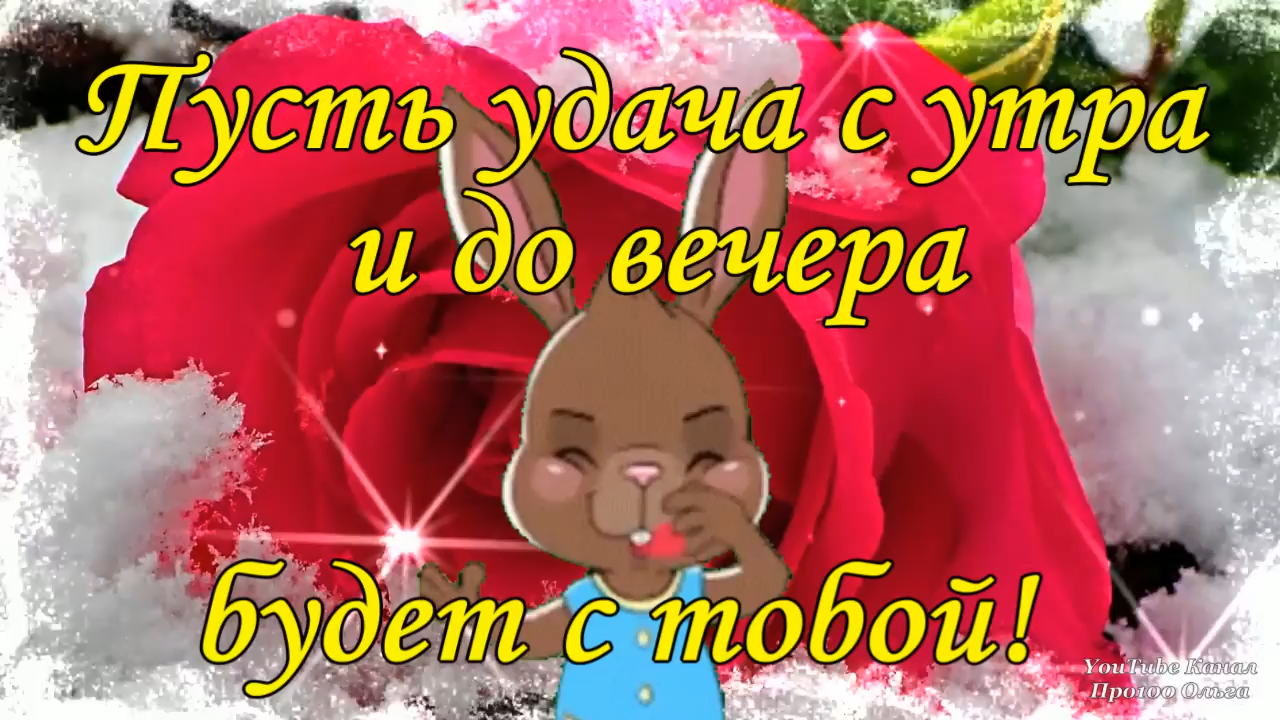 Пусть удача с утра
и до вечера
будет с тобой!
YouTube Канал
Про100 Ольга